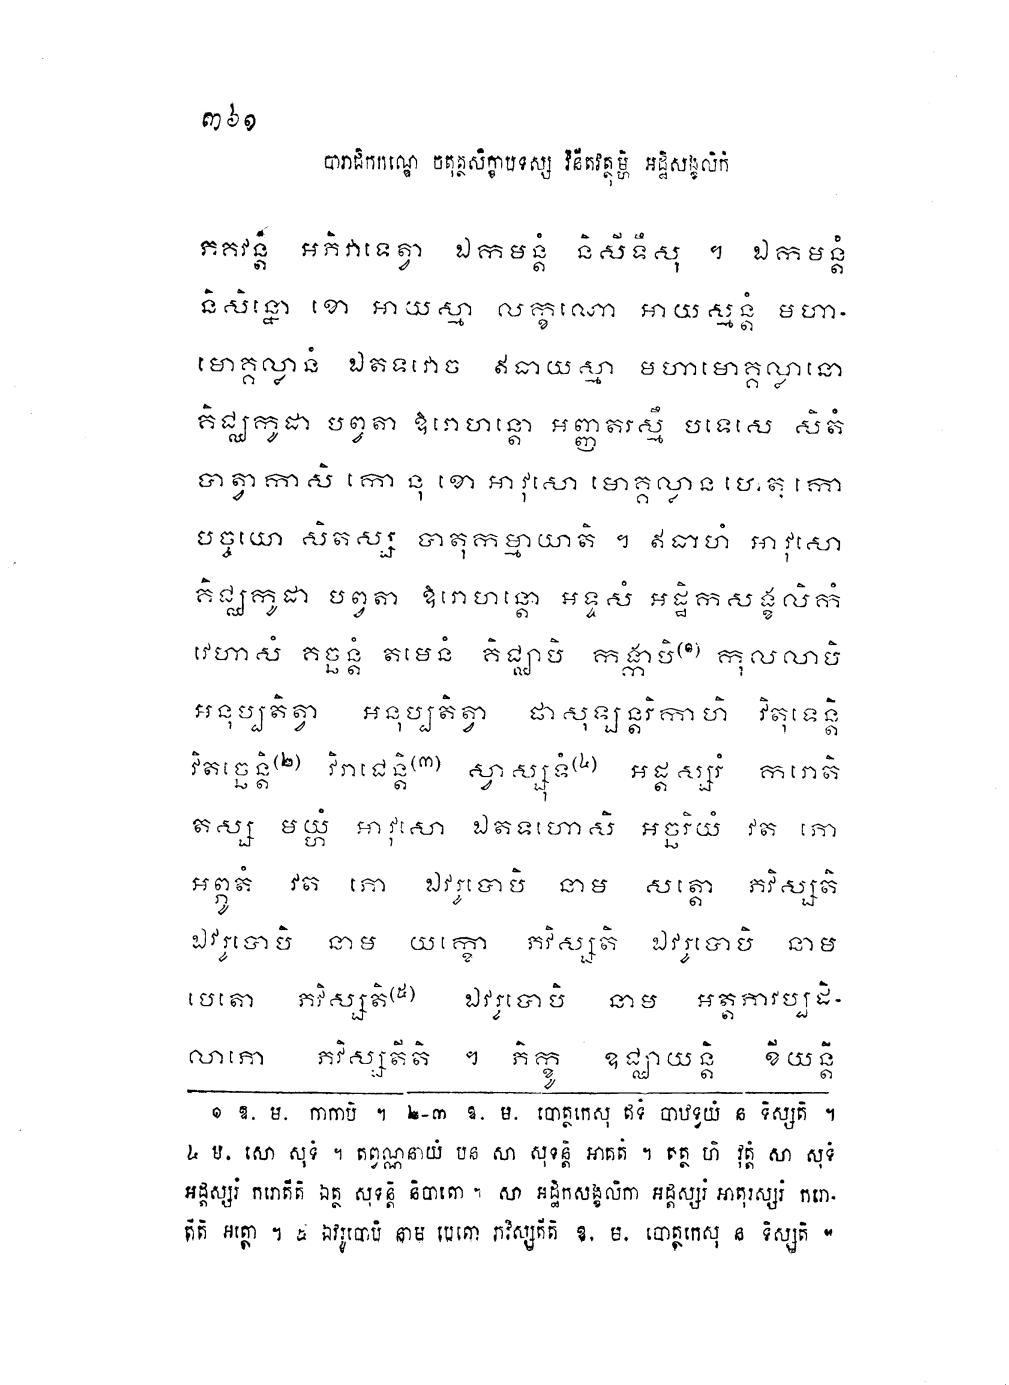 ៣៦១
បារាជិកកណ្ឌេ ចតុត្ថសិក្ខាបទស្ស វិនីតវត្ថុម្ហិ អដ្ឋិសង្ខលិកំ
ភគវន្តំ អភិវាទេត្វា ឯកមន្តំ និសីទឹសុ ។ ឯកមន្តំ
និសិន្នោ ខោ អាយស្មា លក្ខណោ អាយស្មន្តំ មហា-
មោគ្គល្លានំ ឯតទវោច ឥធាយស្មា មហាមោគ្គល្លានោ
គិជ្ឈកូដា បព្វតា ឱរោហន្តោ អញ្ញតរស្មឹ បទេសេ សិតំ
បាត្វាកាសិ កោ នុ ខោ អាវុសោ មោគ្គល្លាន ហេតុ កោ
បច្ចយោ សិតស្ស បាតុកម្មាយាតិ ។ ឥធាហំ អាវុសោ
គិជ្ឈកូដា បព្វតា ឱរោហន្តោ អទ្ទសំ អដ្ឋិកសង្ខលិកំ
វេហាសំ គច្ឆន្តំ តមេនំ គិជ្ឈាបិ កង្កាបិ(១) កុលលាបិ
អនុប្បតិត្វា អនុប្បតិត្វា ផាសុឡន្តរិកាហិ វិតុទេន្តិ
វិតច្ឆេន្តិ(២) វិរាជេន្តិ(៣) ស្វាស្សុទំ(៤) អដ្តស្សរំ ករោតិ
តស្ស មយ្ហំ អាវុសោ ឯតទហោសិ អច្ឆរិយំ វត ភោ
អព្ភូតំ វត ភោ ឯវរូបោបិ នាម សត្តោ ភវិស្សតិ
ឯវរូបោបិ នាម យក្ខោ ភវិស្សតិ ឯវរូបោបិ នាម
បេតោ ភវិស្សតិ(៥) ឯវរូបោបិ នាម អត្តភាវប្បដិ-
លាភោ ភវិស្សតីតិ ។ ភិក្ខូ ឧជ្ឈាយន្តិ ខីយន្តិ
១ ឱ. ម. កាកាបិ ។ ២-៣ ឱ. ម. បោត្ថកេសុ ឥទំ បាឋទ្វយំ ន ទិស្សតិ ។
៤ ម. សោ សុទំ ។ តព្វណ្ណនាយំ បន សា សុទន្តិ អាគតំ ។ តត្ថ ហិ វុត្តំ សា សុទំ
អដ្តស្សរំ ករោតីតិ ឯត្ថ សុទន្តិ និបាតោ ។ សា អដ្ឋិកសង្ខលិកា អដ្តស្សរំ អាតុរស្សរំ ករោ-
តីតិ អត្ថោ ។ ៥ ឯវរូបោបិ នាម បេតោ ភវិស្សតីតិ ឱ. ម. បោត្ថកេសុ ន ទិស្សតិ ។